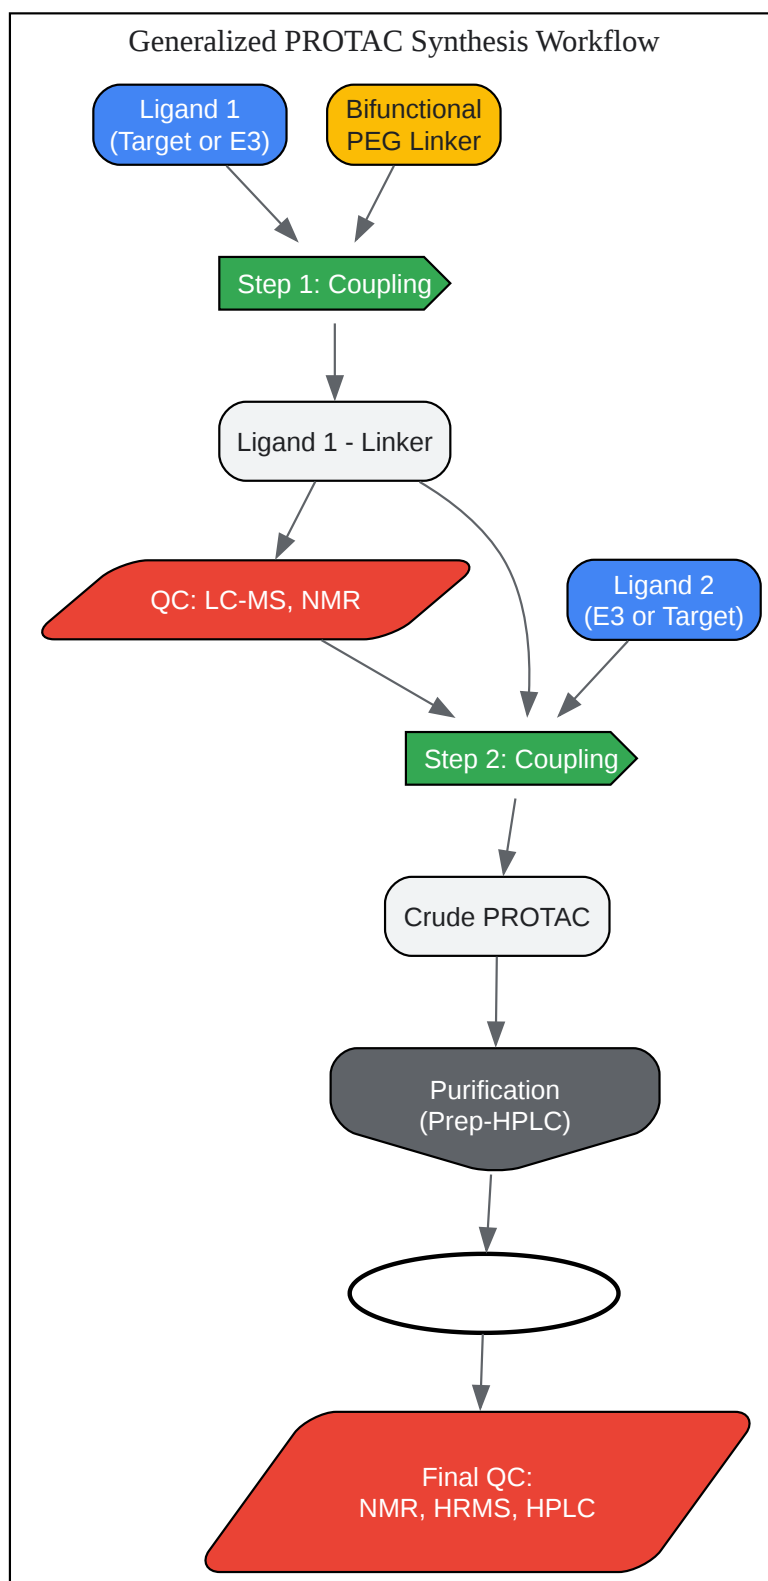 Generalized PROTAC Synthesis Workflow
Ligand 1
(Target or E3)
Bifunctional
PEG Linker
Step 1: Coupling
Ligand 1 - Linker
QC: LC-MS, NMR
Ligand 2
(E3 or Target)
Step 2: Coupling
Crude PROTAC
Purification
(Prep-HPLC)
Final QC:
NMR, HRMS, HPLC